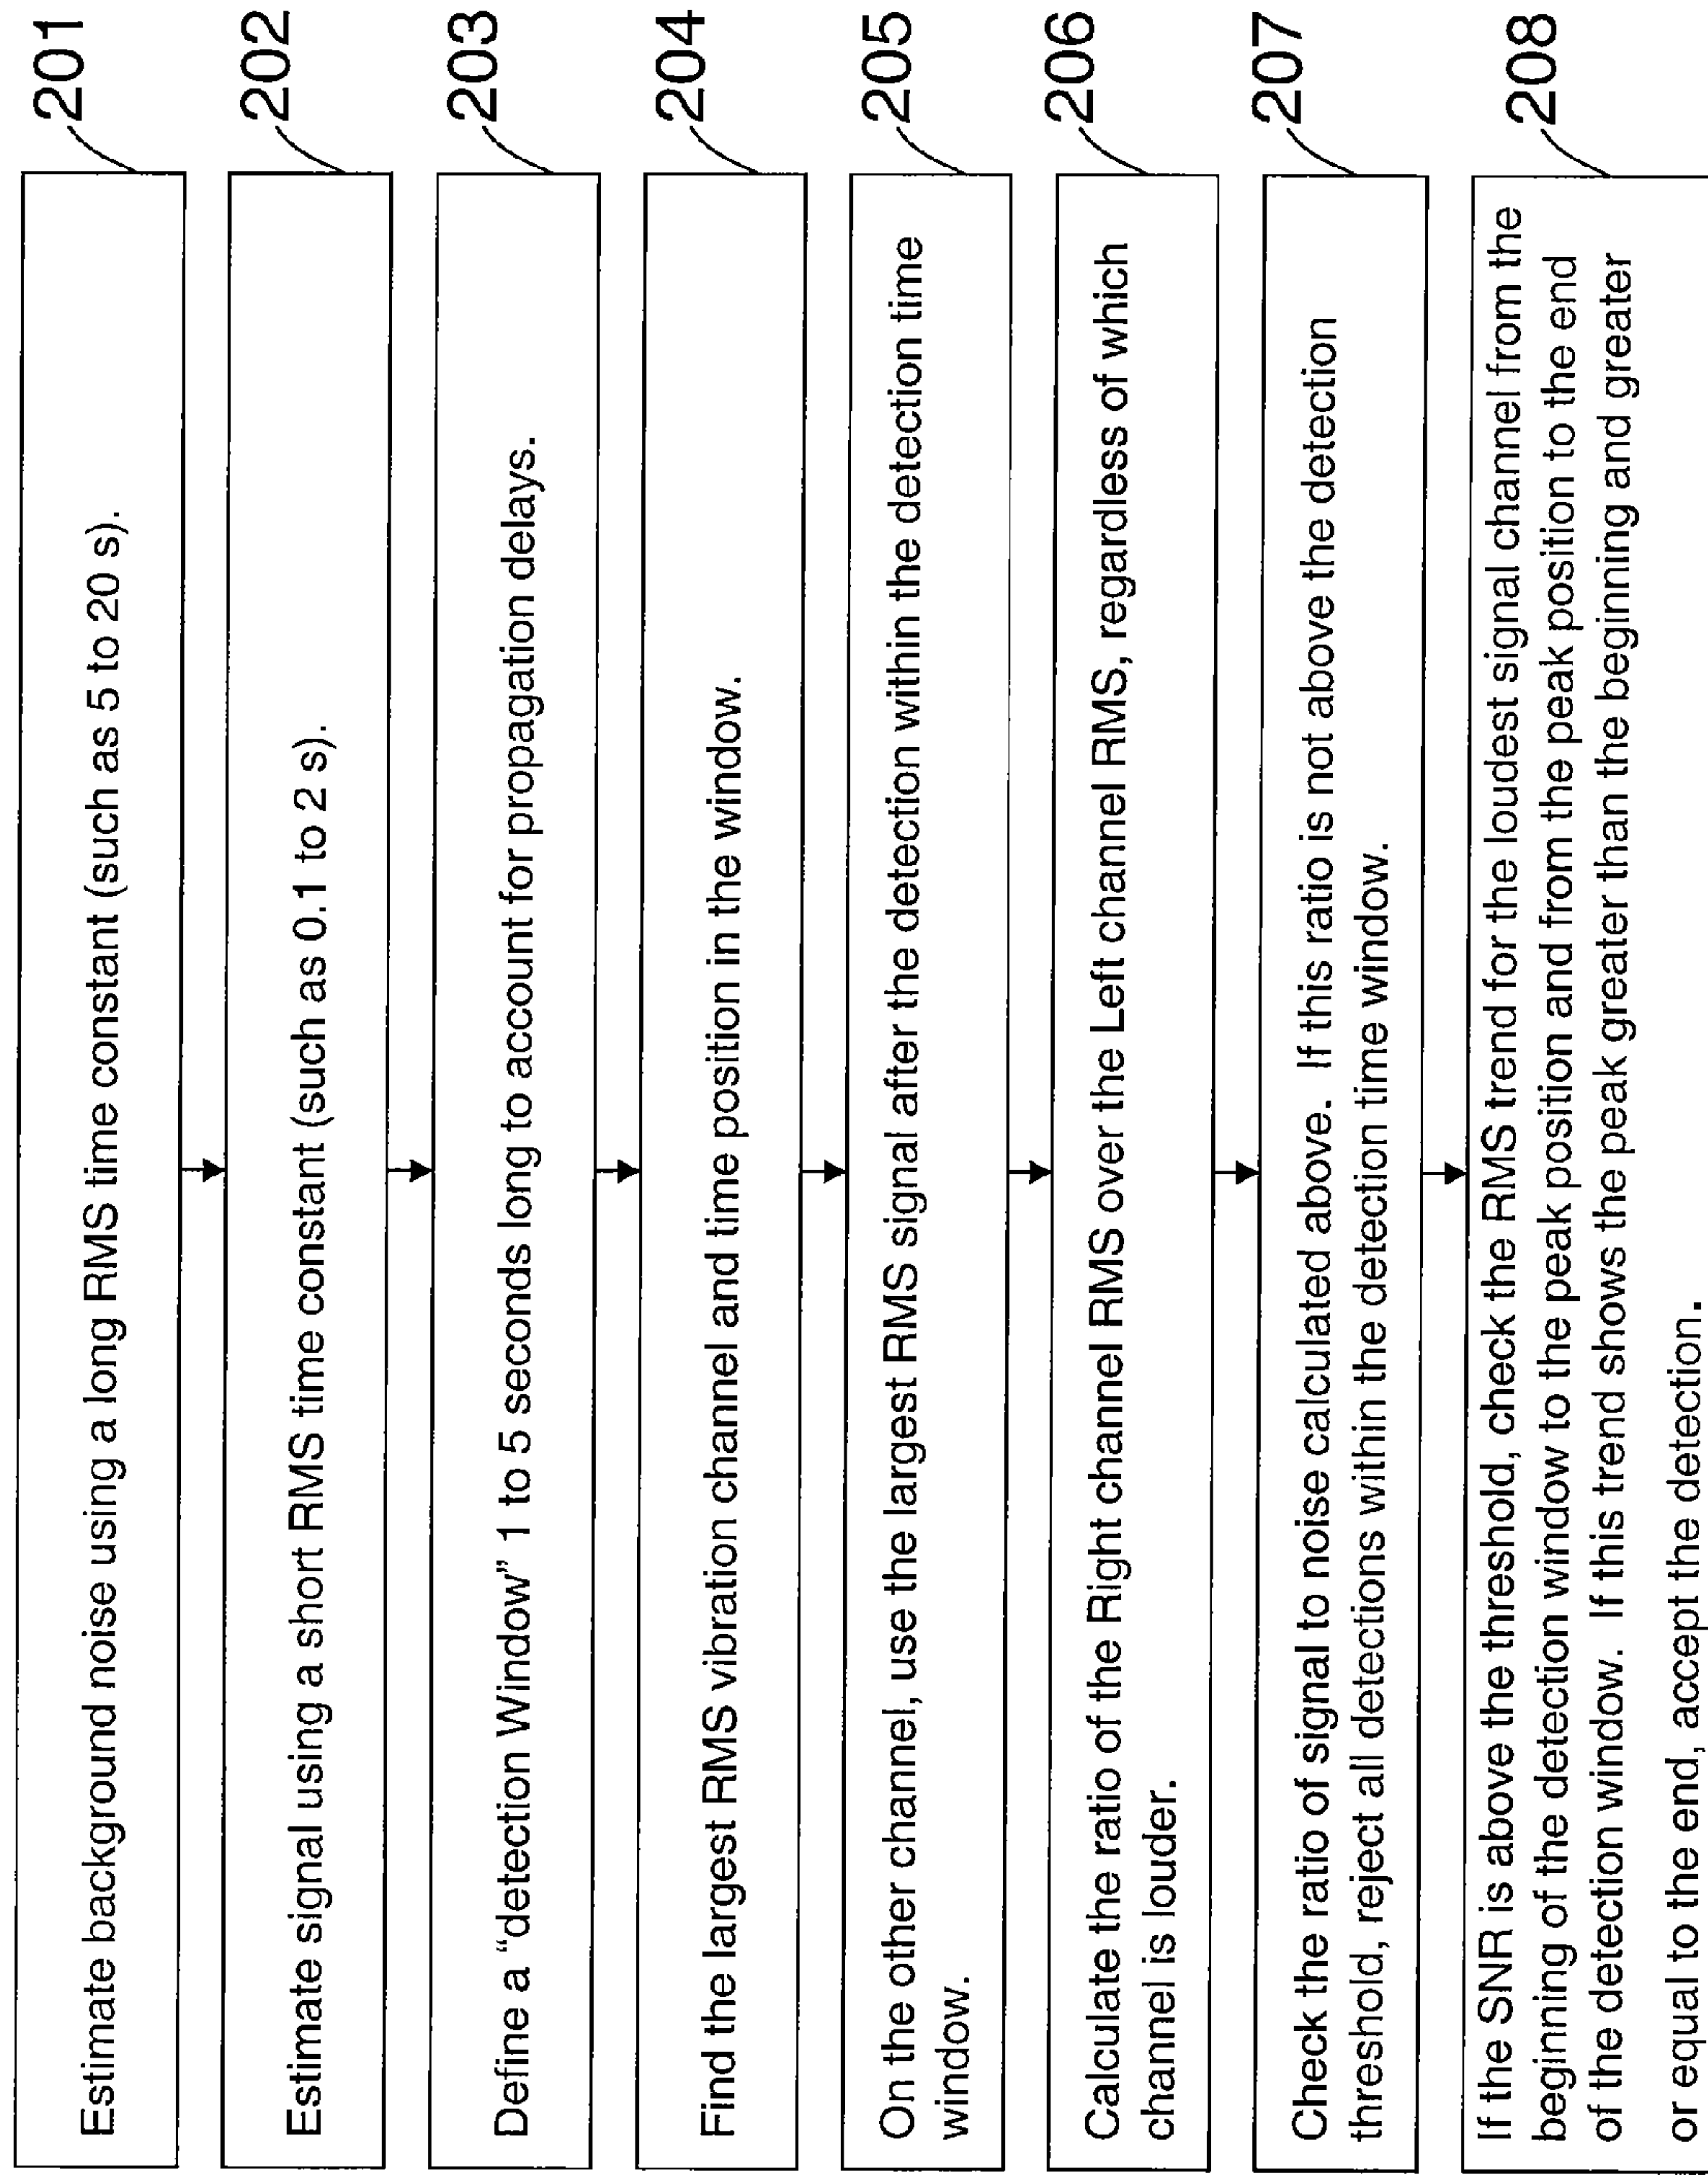 Estimate background noise using a long RMS time constant (such as 5 to 20 s).
201
Estimate signal using a short RMS time constant (such as 0.1 to 2 s).
202
Define a "detection Window" 1 to 5 seconds long to account for propagation delays.
203
Find the largest RMS vibration channel and time position in the window.
204
On the other channel, use the largest RMS signal after the detection within the detection time
window.
205
Calculate the ratio of the Right channel RMS over the Left channel RMS, regardless of which
channel is louder.
206
Check the ratio of signal to noise calculated above. If this ratio is not above the detection
threshold, reject all detections within the detection time window.
207
If the SNR is above the threshold, check the RMS trend for the loudest signal channel from the
beginning of the detection window to the peak position and from the peak position to the end
of the detection window. If this trend shows the peak greater than the beginning and greater
or equal to the end, accept the detection.
208